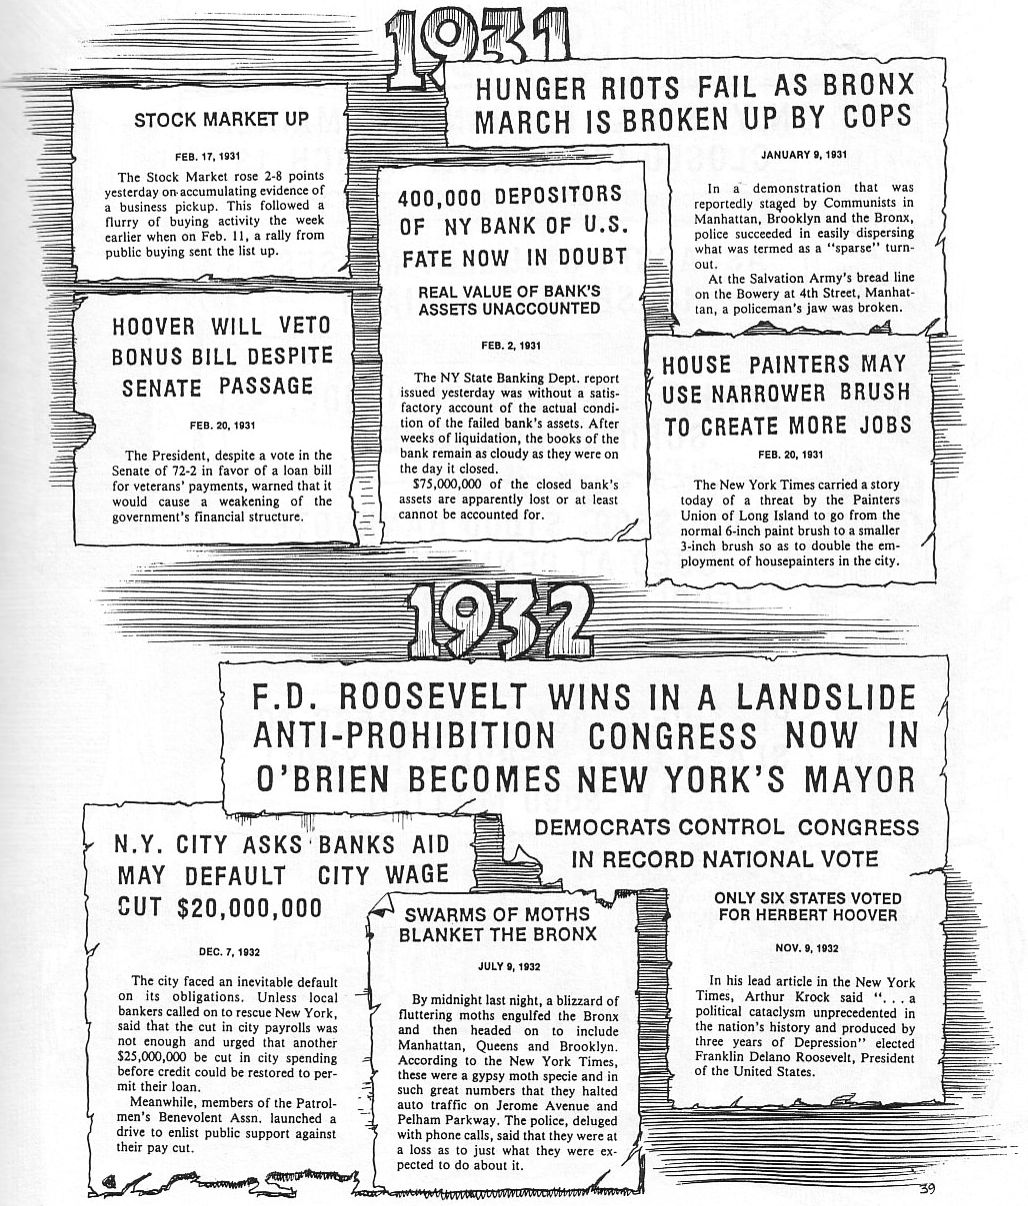 1931
STOCK MARKET UP
FEB. 17, 1931
The Stock Market rose 2-8 points
yesterday on accumulating evidence of
a business pickup. This followed a
flurry of buying activity the week
earlier when on Feb. 11, a rally from
public buying sent the list up.
HUNGER RIOTS FAIL AS BRONX
MARCH IS BROKEN UP BY COPS
JANUARY 9, 1931
In a demonstration that was
reportedly staged by Communists in
Manhattan, Brooklyn and the Bronx,
police succeeded in easily dispersing
what was termed as a "sparse" turn-
out.
At the Salvation Army's bread line
on the Bowery at 4th Street, Manhat-
tan, a policeman's jaw was broken.
400,000 DEPOSITORS
OF NY BANK OF U.S.
FATE NOW IN DOUBT
REAL VALUE OF BANK'S
ASSETS UNACCOUNTED
FEB. 2, 1931
The NY State Banking Dept. report
issued yesterday was without a satis-
factory account of the actual condi-
tion of the failed bank's assets. After
weeks of liquidation, the books of the
bank remain as cloudy as they were on
the day it closed.
$75,000,000 of the closed bank's
assets are apparently lost or at least
cannot be accounted for.
HOOVER WILL VETO
BONUS BILL DESPITE
SENATE PASSAGE
FEB. 20, 1931
The President, despite a vote in the
Senate of 72-2 in favor of a loan bill
for veterans' payments, warned that it
would cause a weakening of the
government's financial structure.
HOUSE PAINTERS MAY
USE NARROWER BRUSH
TO CREATE MORE JOBS
FEB. 20, 1931
The New York Times carried a story
today of a threat by the Painters
Union of Long Island to go from the
normal 6-inch paint brush to a smaller
3-inch brush so as to double the em-
ployment of housepainters in the city.
1932
F.D. ROOSEVELT WINS IN A LANDSLIDE
ANTI-PROHIBITION CONGRESS NOW IN
O'BRIEN BECOMES NEW YORK'S MAYOR
DEMOCRATS CONTROL CONGRESS
IN RECORD NATIONAL VOTE
ONLY SIX STATES VOTED
FOR HERBERT HOOVER
NOV. 9, 1932
In his lead article in the New York
Times, Arthur Krock said ". . . a
political cataclysm unprecedented in
the nation's history and produced by
three years of Depression" elected
Franklin Delano Roosevelt, President
of the United States.
N.Y. CITY ASKS BANKS AID
MAY DEFAULT CITY WAGE
CUT $20,000,000
DEC. 7, 1932
The city faced an inevitable default
on its obligations. Unless local
bankers called on to rescue New York,
said that the cut in city payrolls was
not enough and urged that another
$25,000,000 be cut in city spending
before credit could be restored to per-
mit their loan.
Meanwhile, members of the Patrol-
men's Benevolent Assn. launched a
drive to enlist public support against
their pay cut.
SWARMS OF MOTHS
BLANKET THE BRONX
JULY 9, 1932
By midnight last night, a blizzard of
fluttering moths engulfed the Bronx
and then headed on to include
Manhattan, Queens and Brooklyn.
According to the New York Times,
these were a gypsy moth specie and in
such great numbers that they halted
auto traffic on Jerome Avenue and
Pelham Parkway. The police, deluged
with phone calls, said that they were at
a loss as to just what they were ex-
pected to do about it.
39